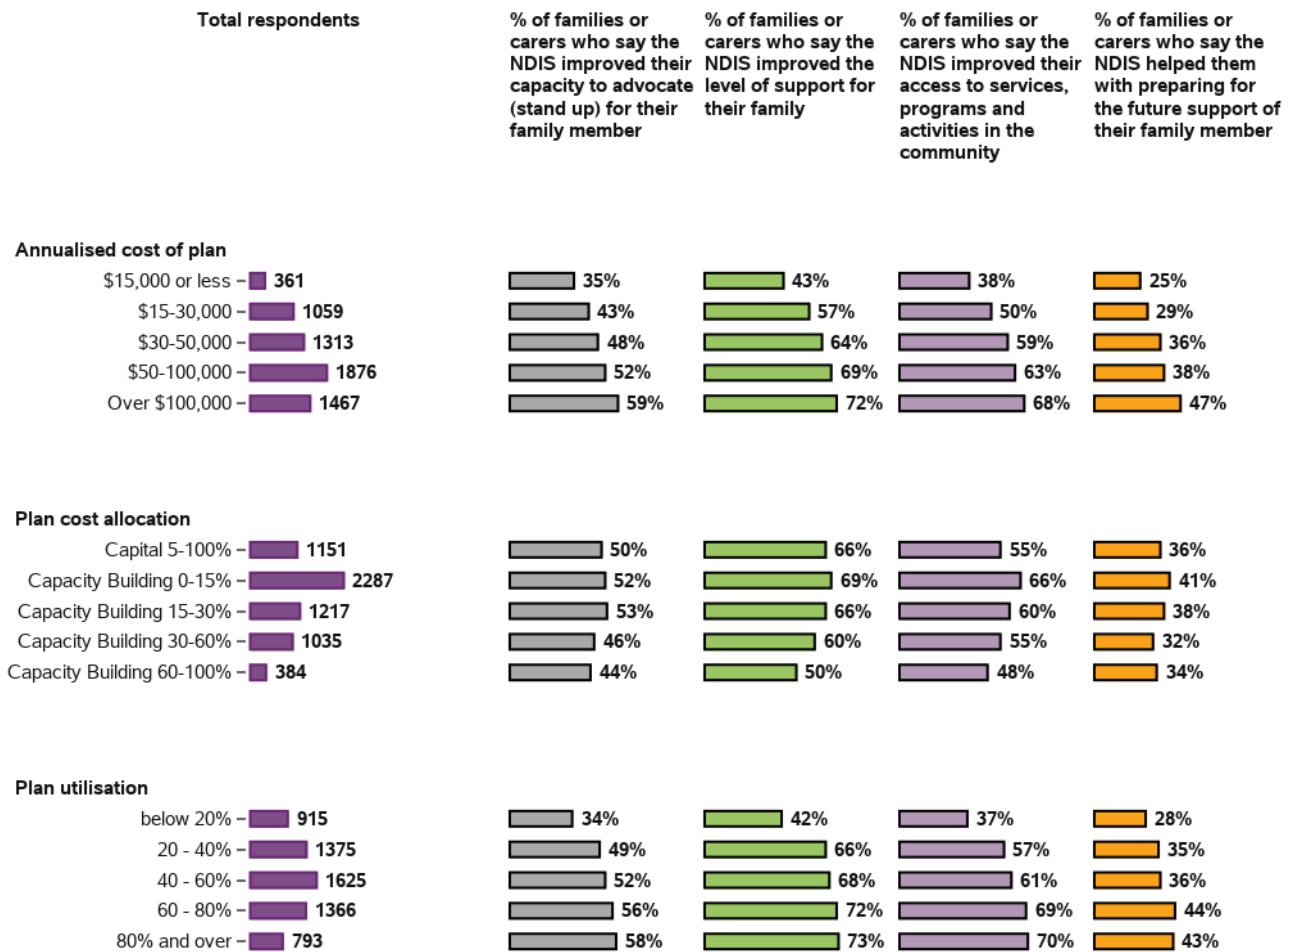 Total respondents
% of families or
carers who say the
NDIS improved their
capacity to advocate
(stand up) for their
family member
% of families or
carers who say the
NDIS improved the
level of support for
their family
% of families or
carers who say the
NDIS improved their
access to services,
programs and
activities in the
community
% of families or
carers who say the
NDIS helped them
with preparing for
the future support of
their family member
Annualised cost of plan
$15,000 or less 361 35% 43% 38% 25%
$15-30,000 1059 43% 57% 50% 29%
$30-50,000 1313 48% 64% 59% 36%
$50-100,000 1876 52% 69% 63% 38%
Over $100,000 1467 59% 72% 68% 47%
Plan cost allocation
Capital 5-100% 1151 50% 66% 55% 36%
Capacity Building 0-15% 2287 52% 69% 66% 41%
Capacity Building 15-30% 1217 53% 66% 60% 38%
Capacity Building 30-60% 1035 46% 60% 55% 32%
Capacity Building 60-100% 384 44% 50% 48% 34%
Plan utilisation
below 20% 915 34% 42% 37% 28%
20 - 40% 1375 49% 66% 57% 35%
40 - 60% 1625 52% 68% 61% 36%
60 - 80% 1366 56% 72% 69% 44%
80% and over 793 58% 73% 70% 43%